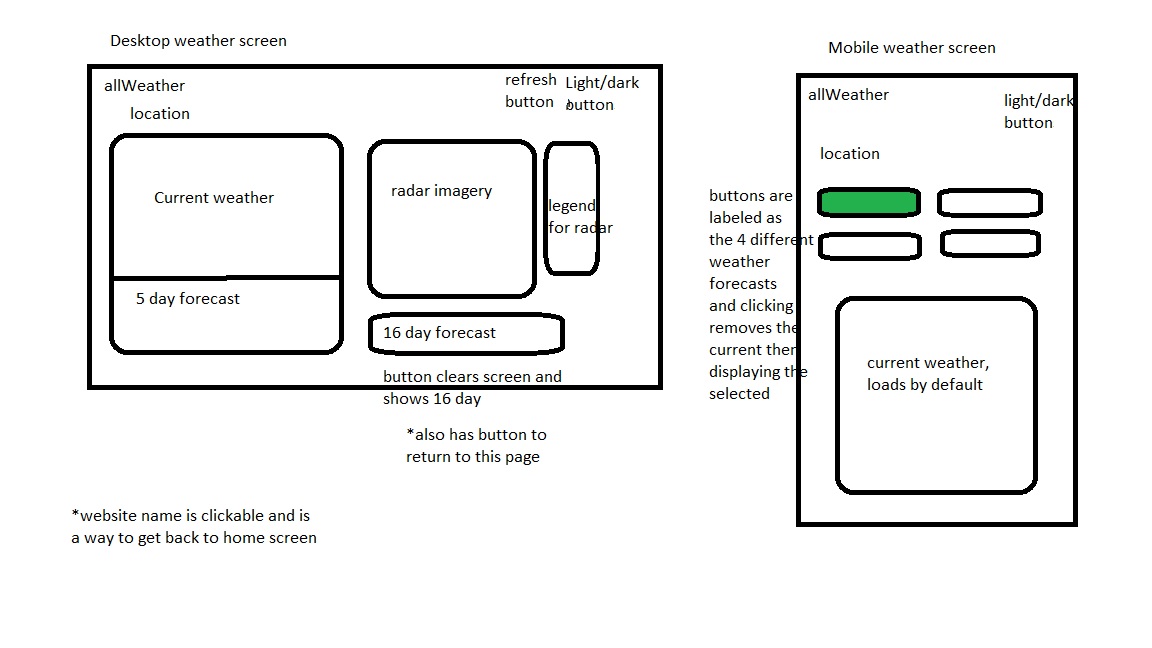 Desktop weather screen
allWeather
refresh
button
Light/dark
button
location
Current weather
5 day forecast
radar imagery
legend
for radar
16 day forecast
button clears screen and
shows 16 day
*also has button to
return to this page
*website name is clickable and is
a way to get back to home screen
Mobile weather screen
allWeather
light/dark
button
location
buttons are
labeled as
the 4 different
weather
forecasts
and clicking
removes the
current then
displaying the
selected
current weather,
loads by default